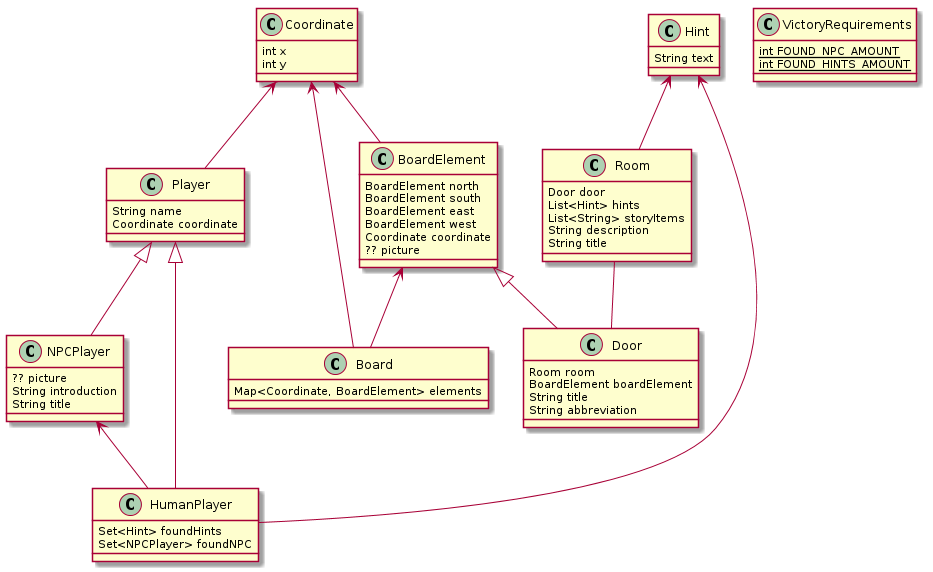 C Coordinate
int x
int y
C Hint
String text
C VictoryRequirements
int FOUND_NPC_AMOUNT
int FOUND_HINTS_AMOUNT
C Player
String name
Coordinate coordinate
C BoardElement
BoardElement north
BoardElement south
BoardElement east
BoardElement west
Coordinate coordinate
?? picture
C Room
Door door
List<Hint> hints
List<String> storyItems
String description
String title
C NPCPlayer
?? picture
String introduction
String title
C Board
Map<Coordinate, BoardElement> elements
C Door
Room room
BoardElement boardElement
String title
String abbreviation
C HumanPlayer
Set<Hint> foundHints
Set<NPCPlayer> foundNPC